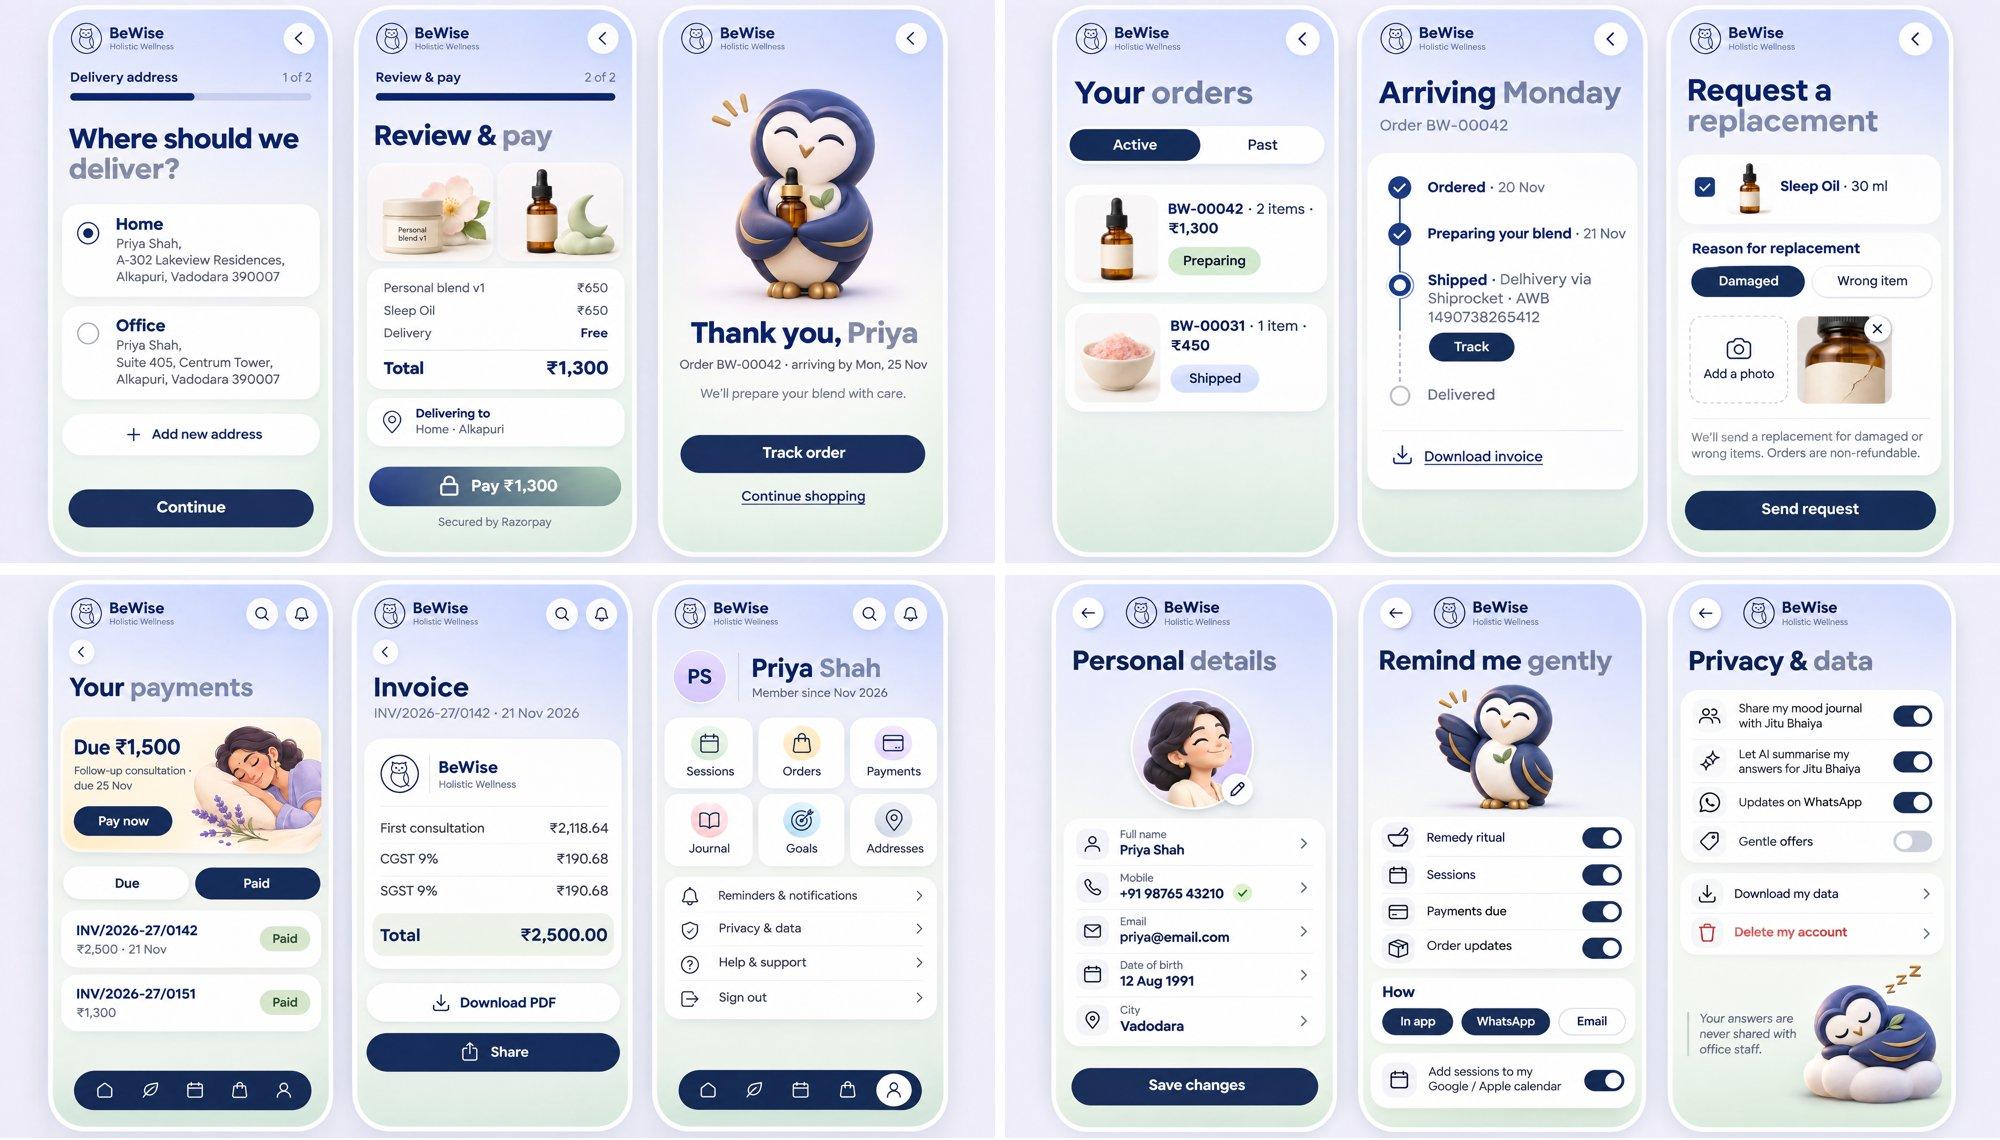 BeWise
Holistic Wellness
Delivery address
1 of 2
Where should we
deliver?
Home
Priya Shah,
A-302 Lakeview Residences,
Alkapuri, Vadodara 390007
Office
Priya Shah,
Suite 405, Centrum Tower,
Alkapuri, Vadodara 390007
Add new address
Continue
BeWise
Holistic Wellness
Review & pay
2 of 2
Review & pay
Personal
blend v1
Personal blend v1 ₹650
Sleep Oil ₹650
Delivery Free
Total ₹1,300
Delivering to
Home · Alkapuri
Pay ₹1,300
Secured by Razorpay
BeWise
Holistic Wellness
Thank you, Priya
Order BW-00042 · arriving by Mon, 25 Nov
We'll prepare your blend with care.
Track order
Continue shopping
BeWise
Holistic Wellness
Your orders
Active
Past
BW-00042 · 2 items ·
₹1,300
Preparing
BW-00031 · 1 item ·
₹450
Shipped
BeWise
Holistic Wellness
Arriving Monday
Order BW-00042
Ordered · 20 Nov
Preparing your blend · 21 Nov
Shipped · Delhivery via
Shiprocket · AWB
1490738265412
Track
Delivered
Download invoice
BeWise
Holistic Wellness
Request a
replacement
Sleep Oil · 30 ml
Reason for replacement
Damaged
Wrong item
Add a photo
We'll send a replacement for damaged or
wrong items. Orders are non-refundable.
Send request
BeWise
Holistic Wellness
Your payments
Due ₹1,500
Follow-up consultation ·
due 25 Nov
Pay now
Due
Paid
INV/2026-27/0142
₹2,500 · 21 Nov
Paid
INV/2026-27/0151
₹1,300
Paid
BeWise
Holistic Wellness
Invoice
INV/2026-27/0142 · 21 Nov 2026
BeWise
Holistic Wellness
First consultation ₹2,118.64
CGST 9% ₹190.68
SGST 9% ₹190.68
Total ₹2,500.00
Download PDF
Share
BeWise
Holistic Wellness
PS
Priya Shah
Member since Nov 2026
Sessions
Orders
Payments
Journal
Goals
Addresses
Reminders & notifications
Privacy & data
Help & support
Sign out
BeWise
Holistic Wellness
Personal details
Full name
Priya Shah
Mobile
+91 98765 43210
Email
priya@email.com
Date of birth
12 Aug 1991
City
Vadodara
Save changes
BeWise
Holistic Wellness
Remind me gently
Remedy ritual
Sessions
Payments due
Order updates
How
In app
WhatsApp
Email
Add sessions to my
Google / Apple calendar
BeWise
Holistic Wellness
Privacy & data
Share my mood journal
with Jitu Bhaiya
Let AI summarise my
answers for Jitu Bhaiya
Updates on WhatsApp
Gentle offers
Download my data
Delete my account
z z z
Your answers are
never shared with
office staff.